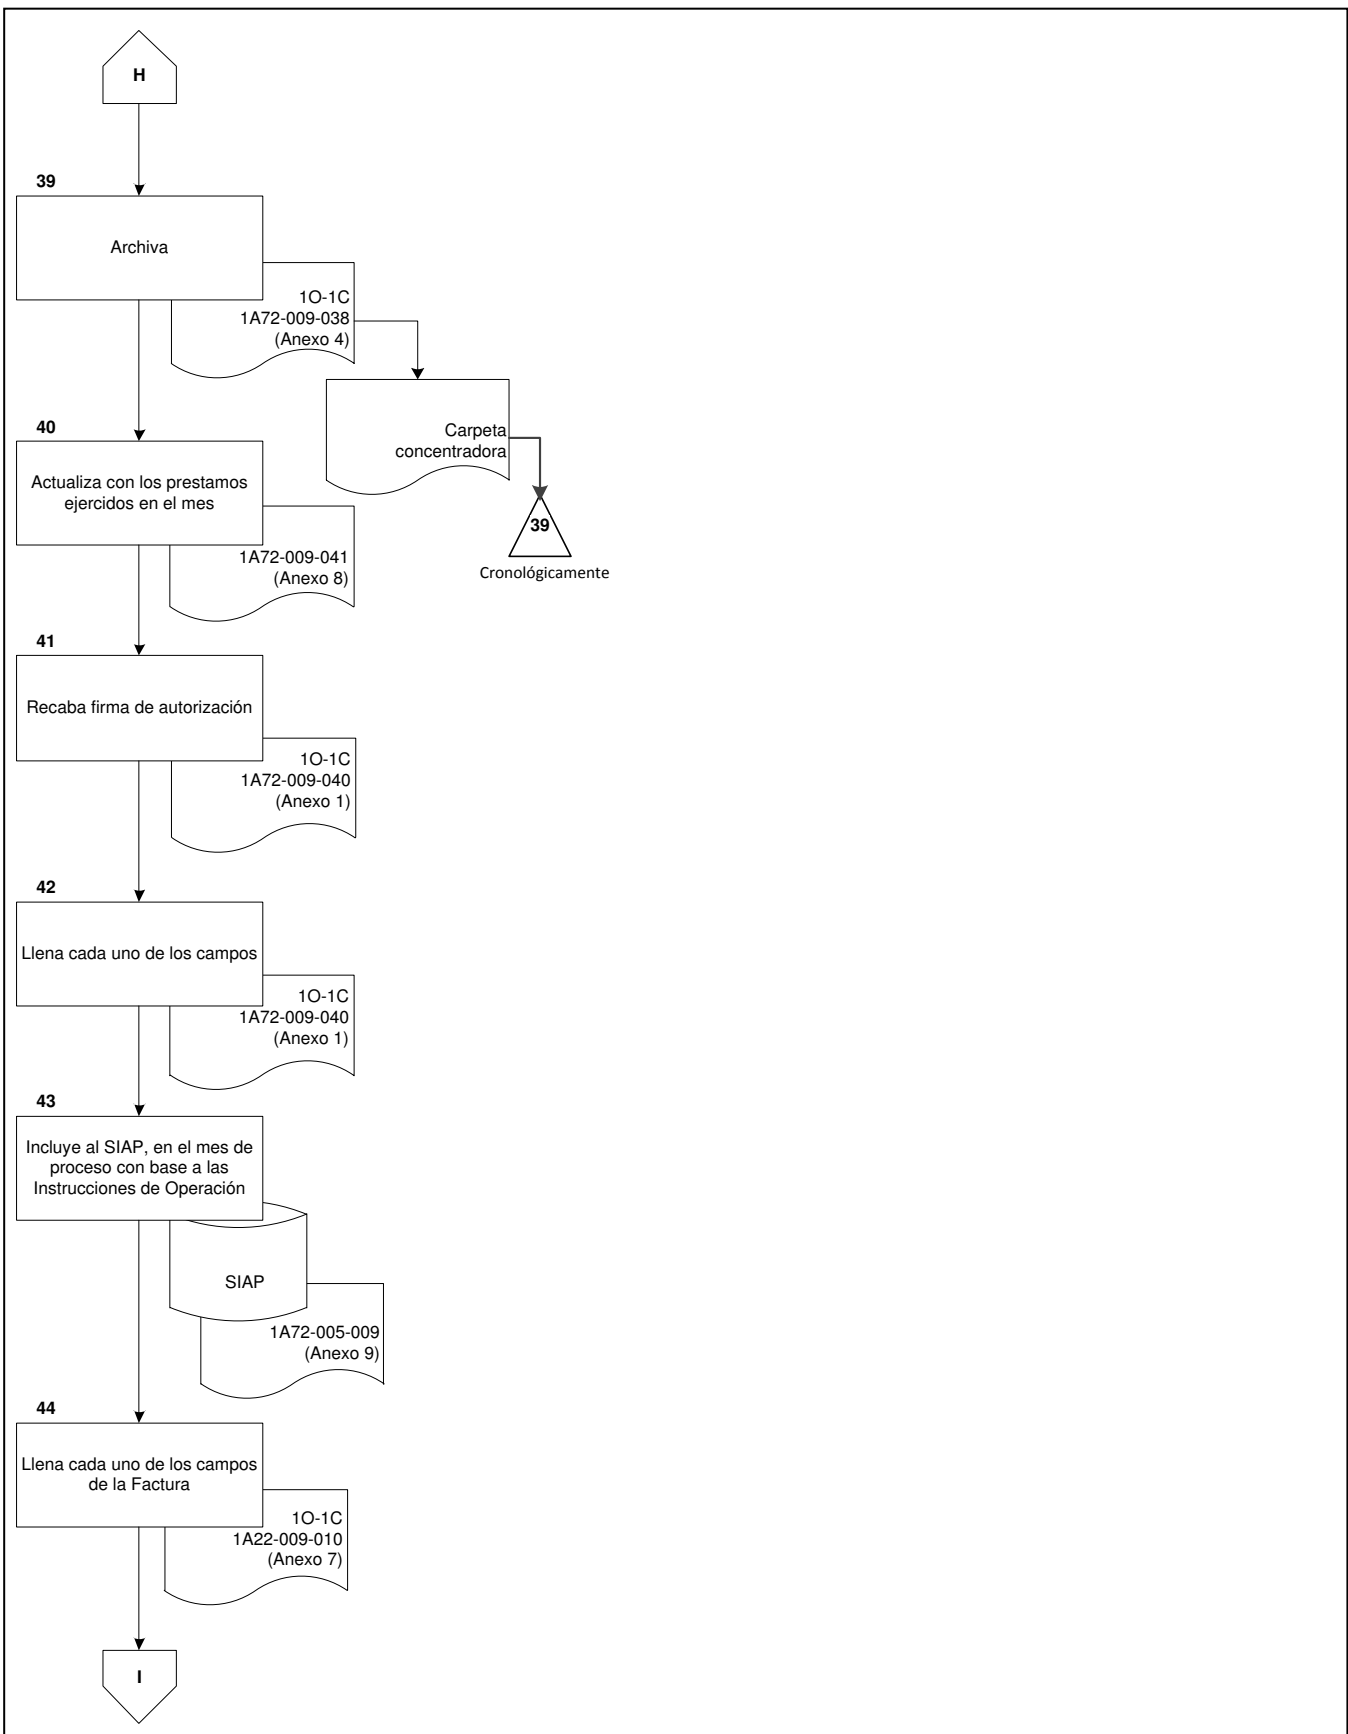 H
39
Archiva
1O-1C
1A72-009-038
(Anexo 4)
Carpeta
concentradora
39
Cronológicamente
40
Actualiza con los prestamos
ejercidos en el mes
1A72-009-041
(Anexo 8)
41
Recaba firma de autorización
1O-1C
1A72-009-040
(Anexo 1)
42
Llena cada uno de los campos
1O-1C
1A72-009-040
(Anexo 1)
43
Incluye al SIAP, en el mes de
proceso con base a las
Instrucciones de Operación
SIAP
1A72-005-009
(Anexo 9)
44
Llena cada uno de los campos
de la Factura
1O-1C
1A22-009-010
(Anexo 7)
I